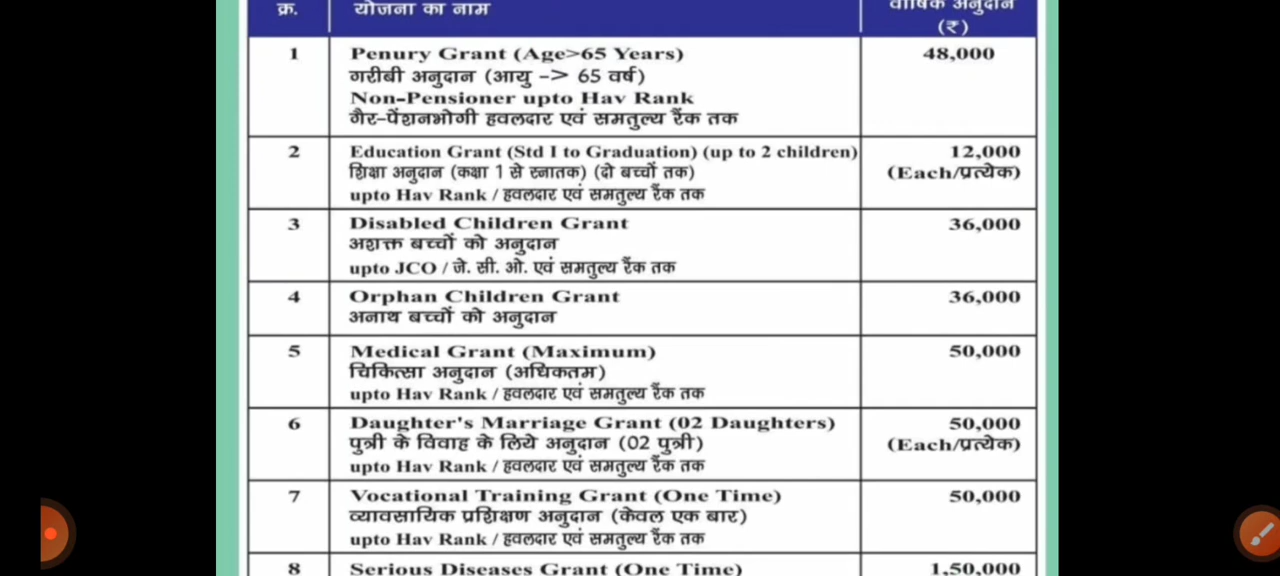 क्र. योजना का नाम वार्षिक अनुदान
(₹)
1 Penury Grant (Age>65 Years) 48,000
गरीबी अनुदान (आयु -> 65 वर्ष)
Non-Pensioner upto Hav Rank
गैर-पेंशनभोगी हवलदार एवं समतुल्य रैंक तक
2 Education Grant (Std I to Graduation) (up to 2 children) 12,000
शिक्षा अनुदान (कक्षा 1 से स्नातक) (दो बच्चों तक) (Each/प्रत्येक)
upto Hav Rank / हवलदार एवं समतुल्य रैंक तक
3 Disabled Children Grant 36,000
अशक्त बच्चों को अनुदान
upto JCO / जे. सी. ओ. एवं समतुल्य रैंक तक
4 Orphan Children Grant 36,000
अनाथ बच्चों को अनुदान
5 Medical Grant (Maximum) 50,000
चिकित्सा अनुदान (अधिकतम)
upto Hav Rank / हवलदार एवं समतुल्य रैंक तक
6 Daughter's Marriage Grant (02 Daughters) 50,000
पुत्री के विवाह के लिये अनुदान (02 पुत्री) (Each/प्रत्येक)
upto Hav Rank / हवलदार एवं समतुल्य रैंक तक
7 Vocational Training Grant (One Time) 50,000
व्यावसायिक प्रशिक्षण अनुदान (केवल एक बार)
upto Hav Rank / हवलदार एवं समतुल्य रैंक तक
8 Serious Diseases Grant (One Time) 1,50,000